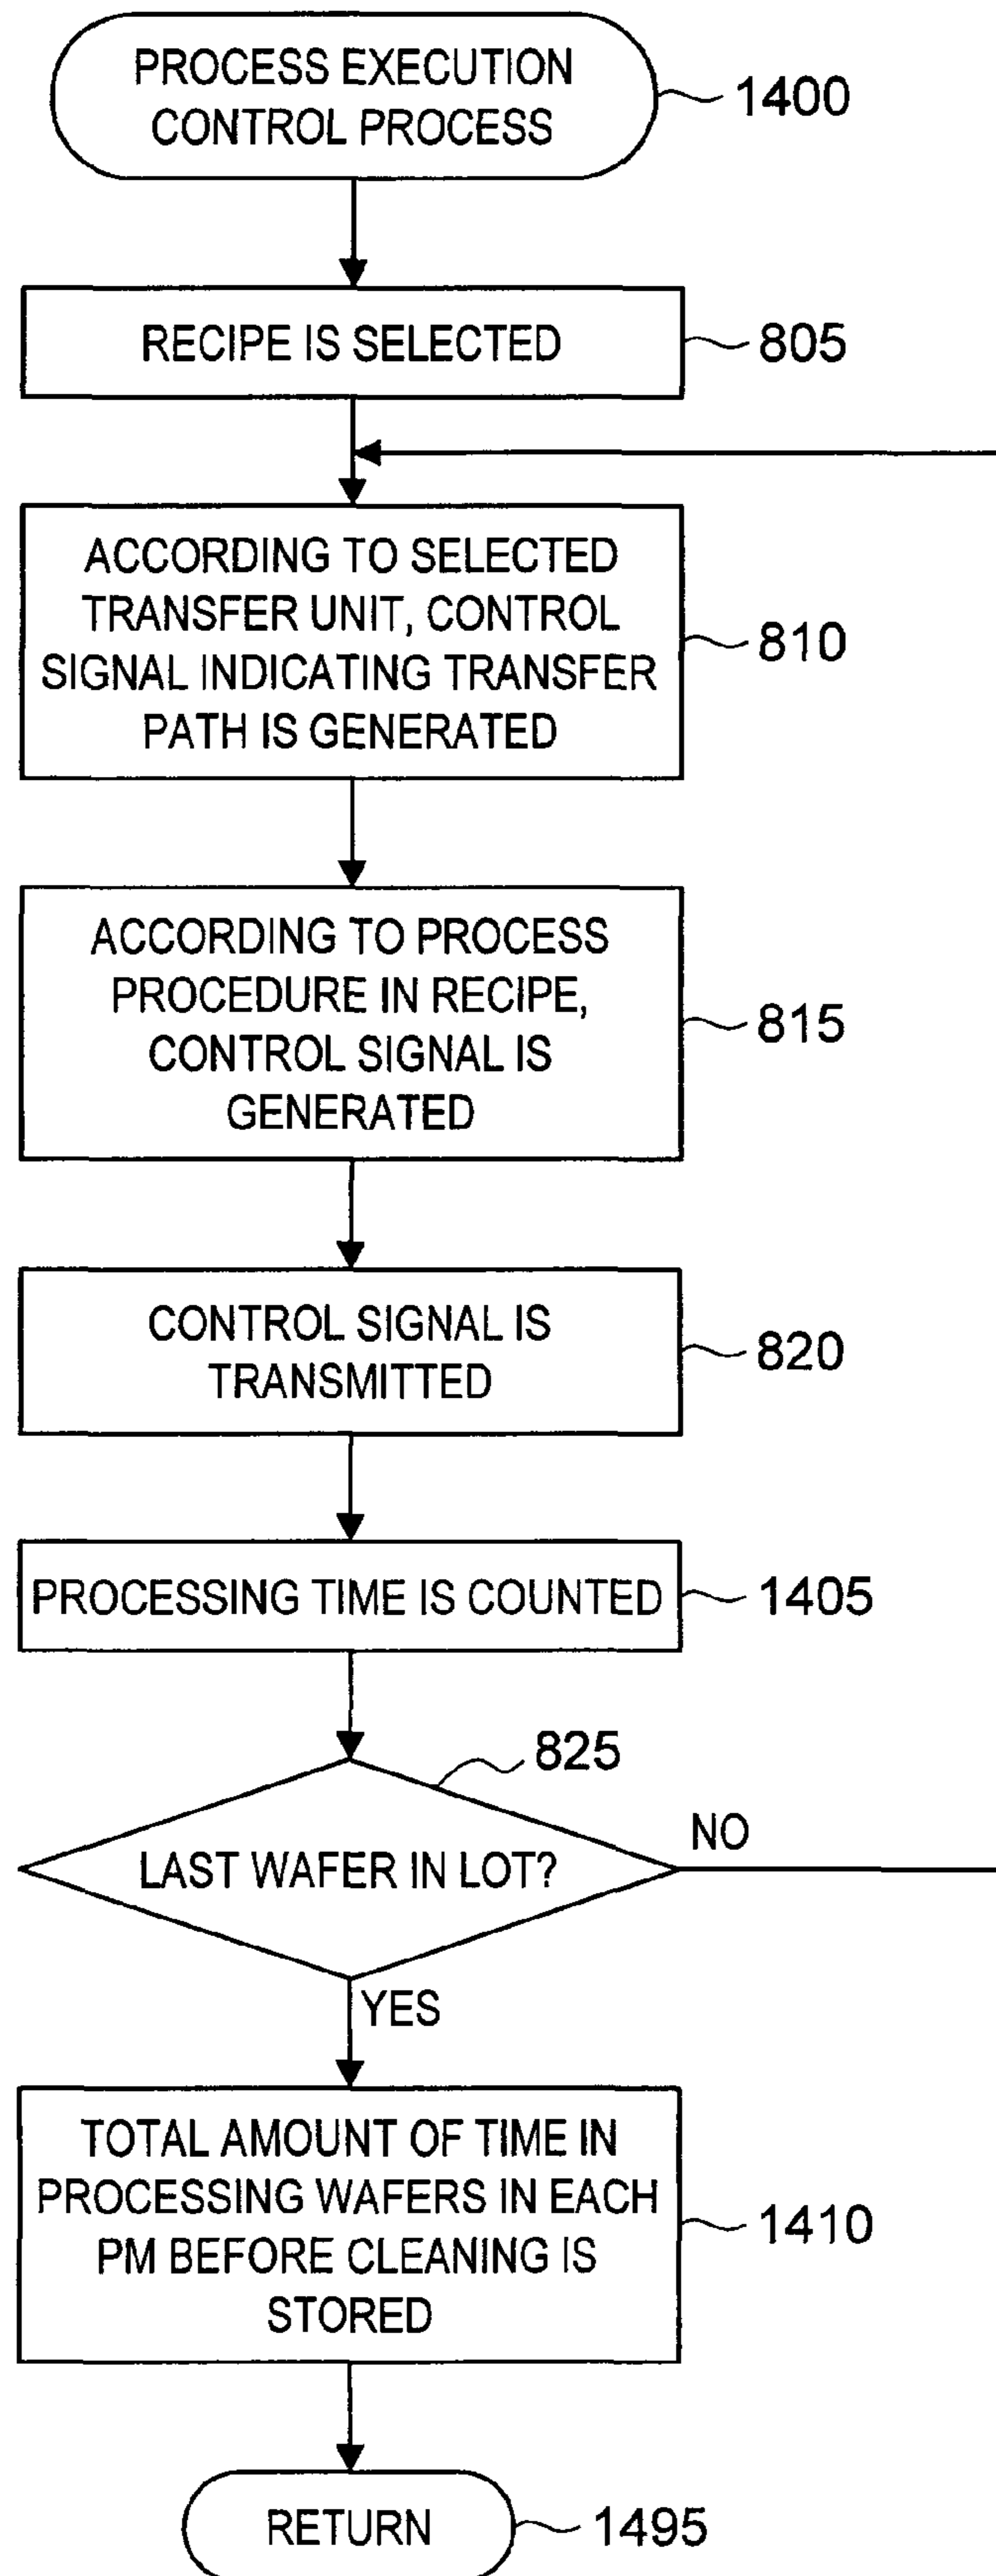 PROCESS EXECUTION
CONTROL PROCESS
1400
RECIPE IS SELECTED
805
ACCORDING TO SELECTED
TRANSFER UNIT, CONTROL
SIGNAL INDICATING TRANSFER
PATH IS GENERATED
810
ACCORDING TO PROCESS
PROCEDURE IN RECIPE,
CONTROL SIGNAL IS
GENERATED
815
CONTROL SIGNAL IS
TRANSMITTED
820
PROCESSING TIME IS COUNTED
1405
825
LAST WAFER IN LOT?
NO
YES
TOTAL AMOUNT OF TIME IN
PROCESSING WAFERS IN EACH
PM BEFORE CLEANING IS
STORED
1410
RETURN
1495